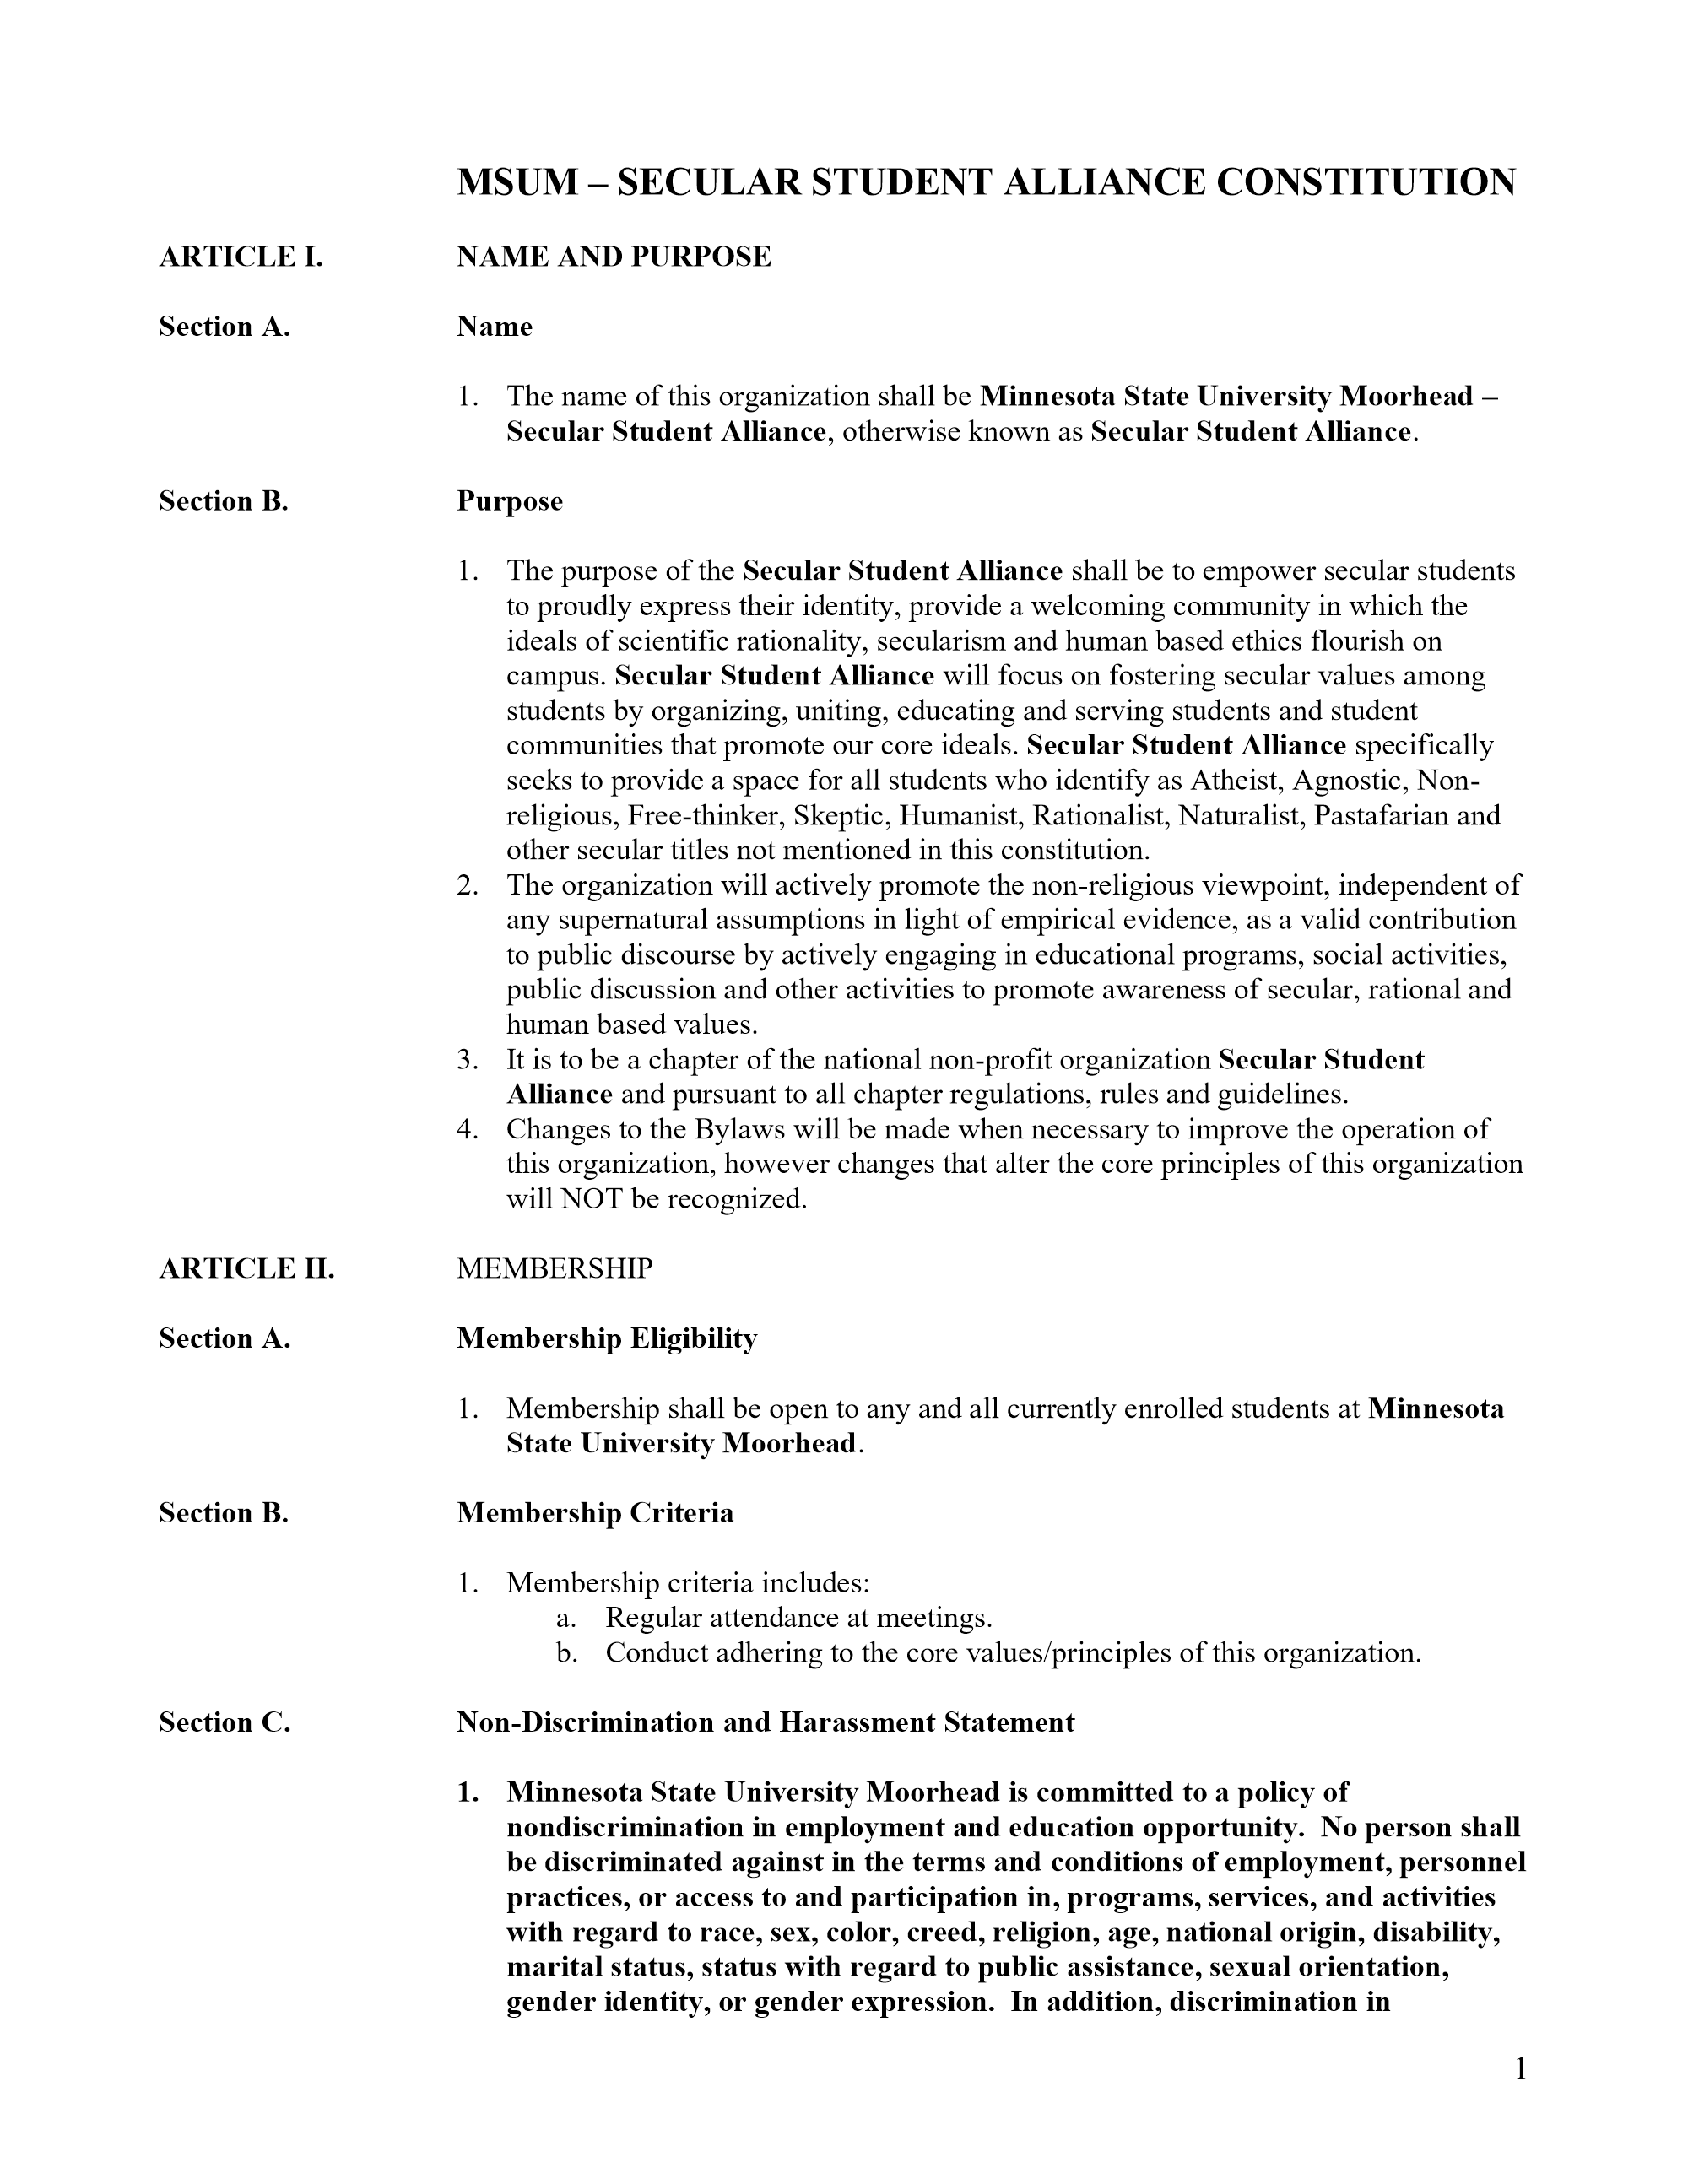 MSUM – SECULAR STUDENT ALLIANCE CONSTITUTION
ARTICLE I. NAME AND PURPOSE
Section A. Name
1. The name of this organization shall be Minnesota State University Moorhead –
Secular Student Alliance, otherwise known as Secular Student Alliance.
Section B. Purpose
1. The purpose of the Secular Student Alliance shall be to empower secular students
to proudly express their identity, provide a welcoming community in which the
ideals of scientific rationality, secularism and human based ethics flourish on
campus. Secular Student Alliance will focus on fostering secular values among
students by organizing, uniting, educating and serving students and student
communities that promote our core ideals. Secular Student Alliance specifically
seeks to provide a space for all students who identify as Atheist, Agnostic, Non-
religious, Free-thinker, Skeptic, Humanist, Rationalist, Naturalist, Pastafarian and
other secular titles not mentioned in this constitution.
2. The organization will actively promote the non-religious viewpoint, independent of
any supernatural assumptions in light of empirical evidence, as a valid contribution
to public discourse by actively engaging in educational programs, social activities,
public discussion and other activities to promote awareness of secular, rational and
human based values.
3. It is to be a chapter of the national non-profit organization Secular Student
Alliance and pursuant to all chapter regulations, rules and guidelines.
4. Changes to the Bylaws will be made when necessary to improve the operation of
this organization, however changes that alter the core principles of this organization
will NOT be recognized.
ARTICLE II. MEMBERSHIP
Section A. Membership Eligibility
1. Membership shall be open to any and all currently enrolled students at Minnesota
State University Moorhead.
Section B. Membership Criteria
1. Membership criteria includes:
a. Regular attendance at meetings.
b. Conduct adhering to the core values/principles of this organization.
Section C. Non-Discrimination and Harassment Statement
1. Minnesota State University Moorhead is committed to a policy of
nondiscrimination in employment and education opportunity. No person shall
be discriminated against in the terms and conditions of employment, personnel
practices, or access to and participation in, programs, services, and activities
with regard to race, sex, color, creed, religion, age, national origin, disability,
marital status, status with regard to public assistance, sexual orientation,
gender identity, or gender expression. In addition, discrimination in
1